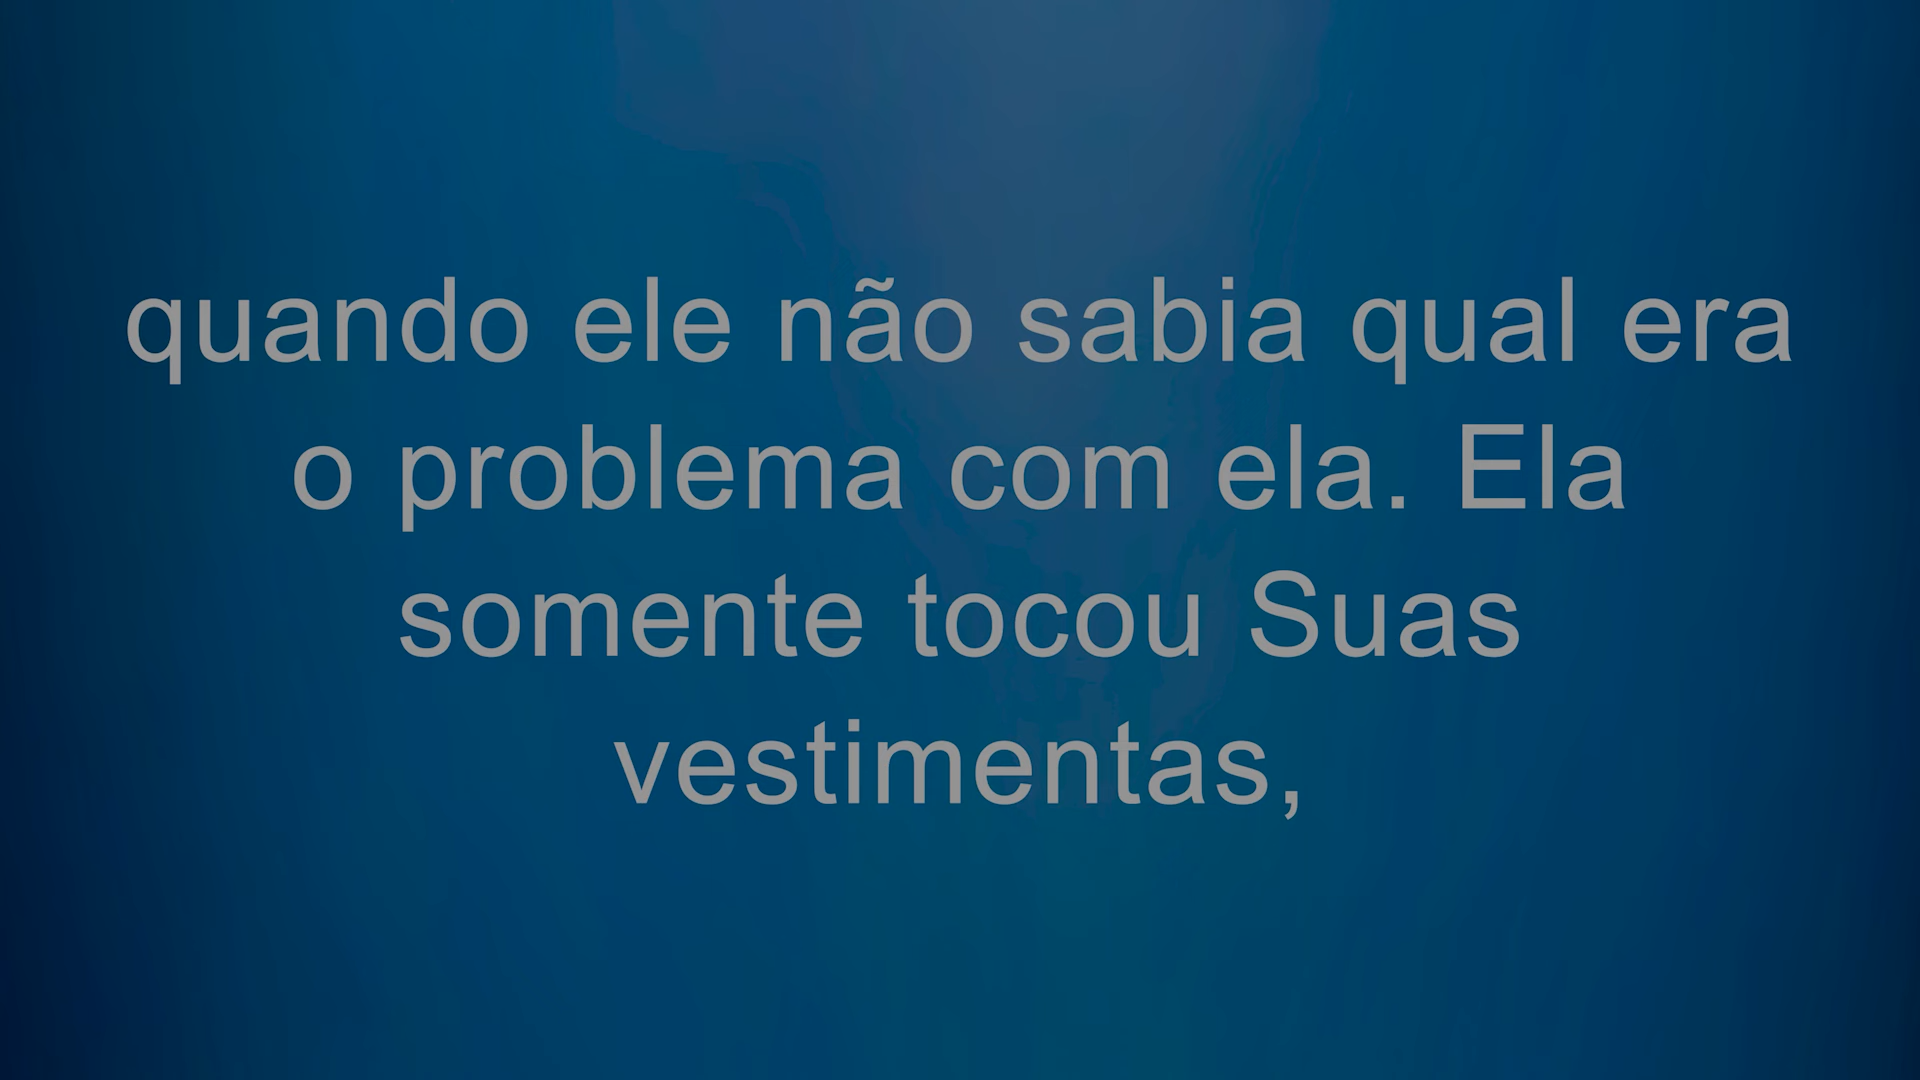 quando ele não sabia qual era
o problema com ela. Ela
somente tocou Suas
vestimentas,